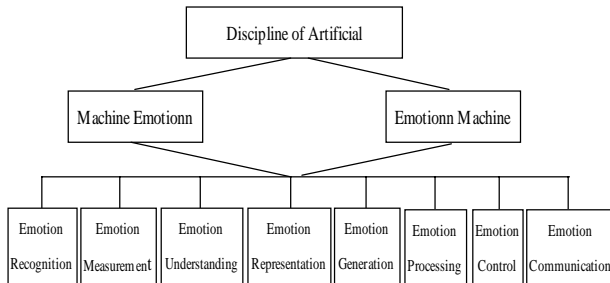 Discipline of Artificial
Machine Emotionn
Emotionn Machine
Emotion
Recognition
Emotion
Measurement
Emotion
Understanding
Emotion
Representation
Emotion
Generation
Emotion
Processing
Emotion
Control
Emotion
Communication